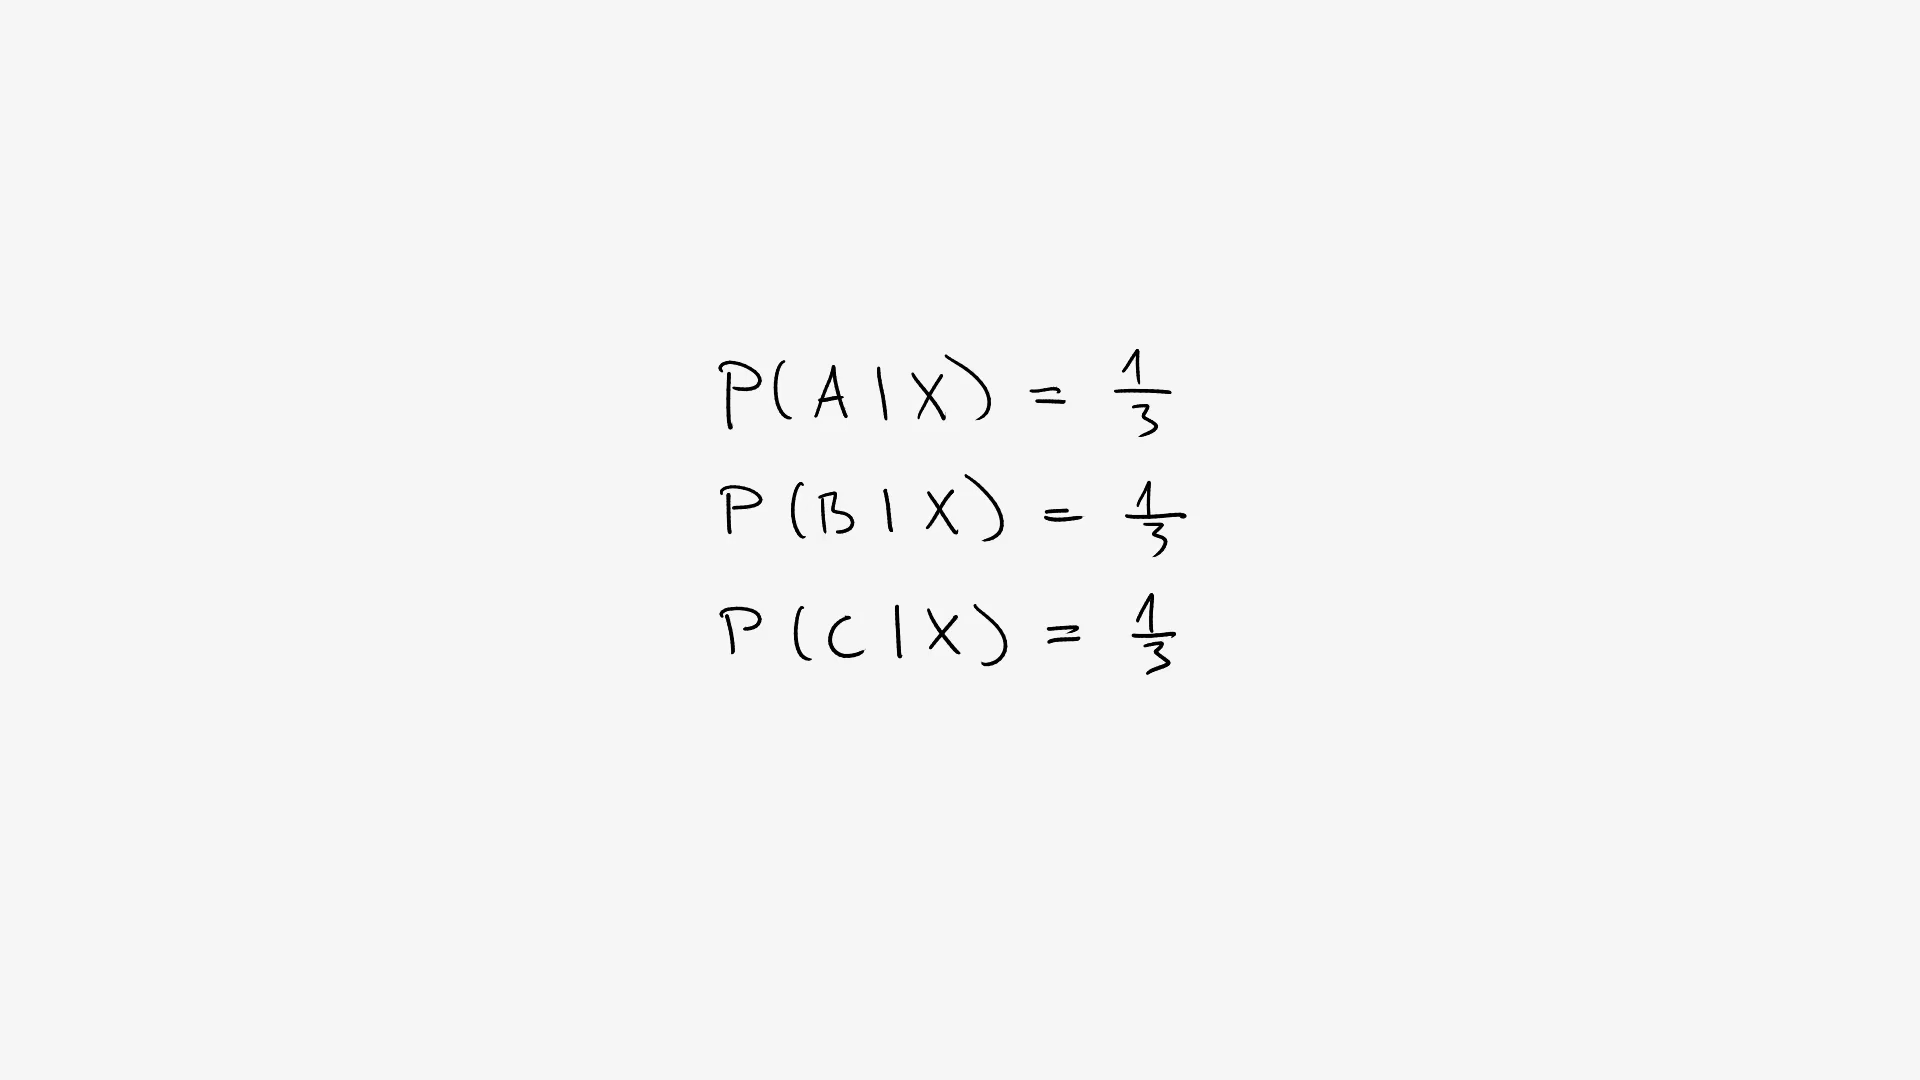 P(A|X) = 1/3
P(B|X) = 1/3
P(C|X) = 1/3